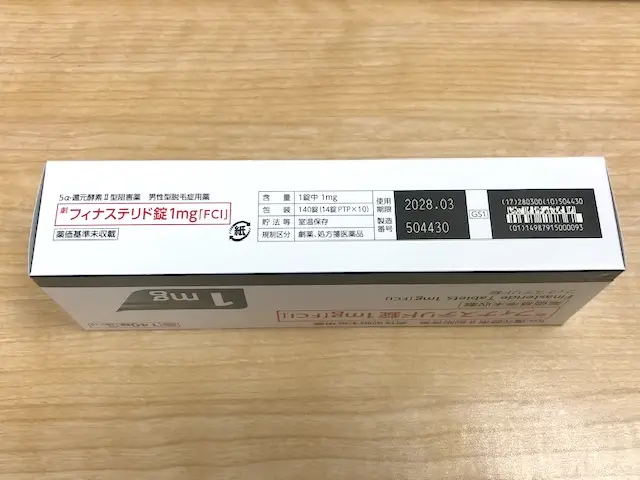 5α-還元酵素Ⅱ型阻害薬 男性型脱毛症用薬
劇 フィナステリド錠1mg「FCI」
薬価基準未収載
紙
含 量 1錠中 1mg
包 装 140錠(14錠 PTP×10)
貯 法 等 室温保存
規制区分 劇薬、処方箋医薬品
使用期限 2028.03
製造番号 504430
GS1
(17)280300(10)504430
(01)14987915000093
1 mg
Finasteride Tablets 1mg「FCI」
フィナステリド錠1mg「FCI」